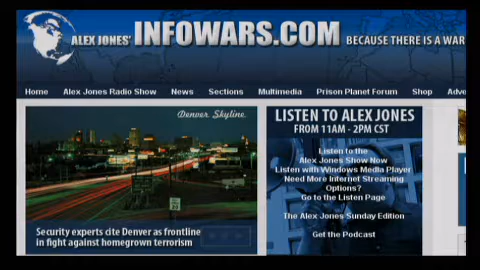 ALEX JONES' INFOWARS.COM BECAUSE THERE IS A WAR
Home Alex Jones Radio Show News Sections Multimedia Prison Planet Forum Shop Adve
Denver Skyline
Security experts cite Denver as frontline
in fight against homegrown terrorism
LISTEN TO ALEX JONES
FROM 11AM - 2PM CST
Listen to the
Alex Jones Show Now
Listen with Windows Media Player
Need More Internet Streaming
Options?
Go to the Listen Page
The Alex Jones Sunday Edition
Get the Podcast